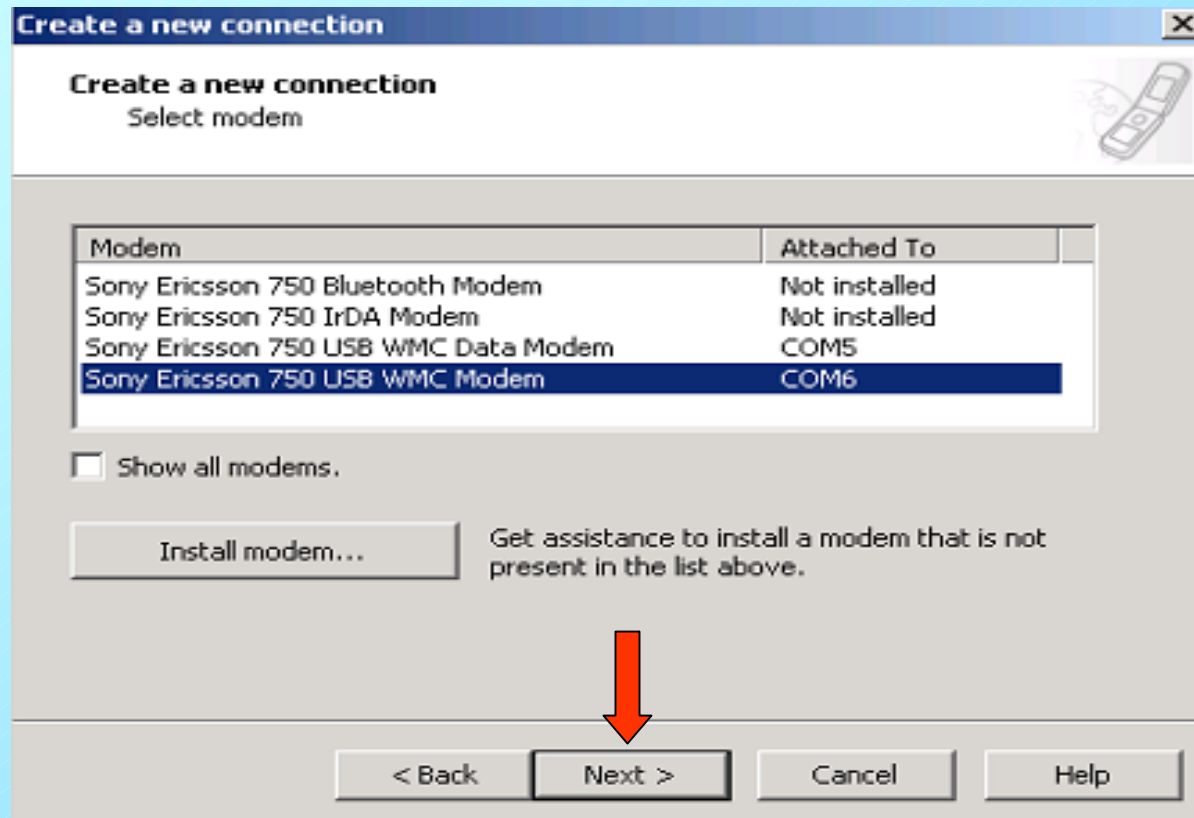 Create a new connection
Create a new connection
Select modem
Modem Attached To
Sony Ericsson 750 Bluetooth Modem Not installed
Sony Ericsson 750 IrDA Modem Not installed
Sony Ericsson 750 USB WMC Data Modem COM5
Sony Ericsson 750 USB WMC Modem COM6
Show all modems.
Install modem... Get assistance to install a modem that is not
present in the list above.
< Back Next > Cancel Help